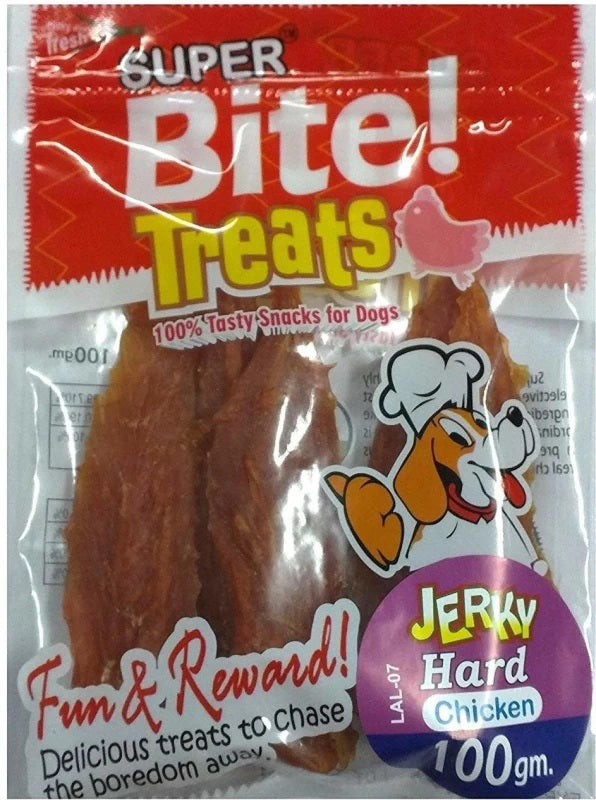 fresh
SUPER TM
Bite!
Treats
100% Tasty Snacks for Dogs
100gm.
JERKY
Hard
Chicken
LAL-07
100gm.
Fun & Reward!
Delicious treats to chase
the boredom away.